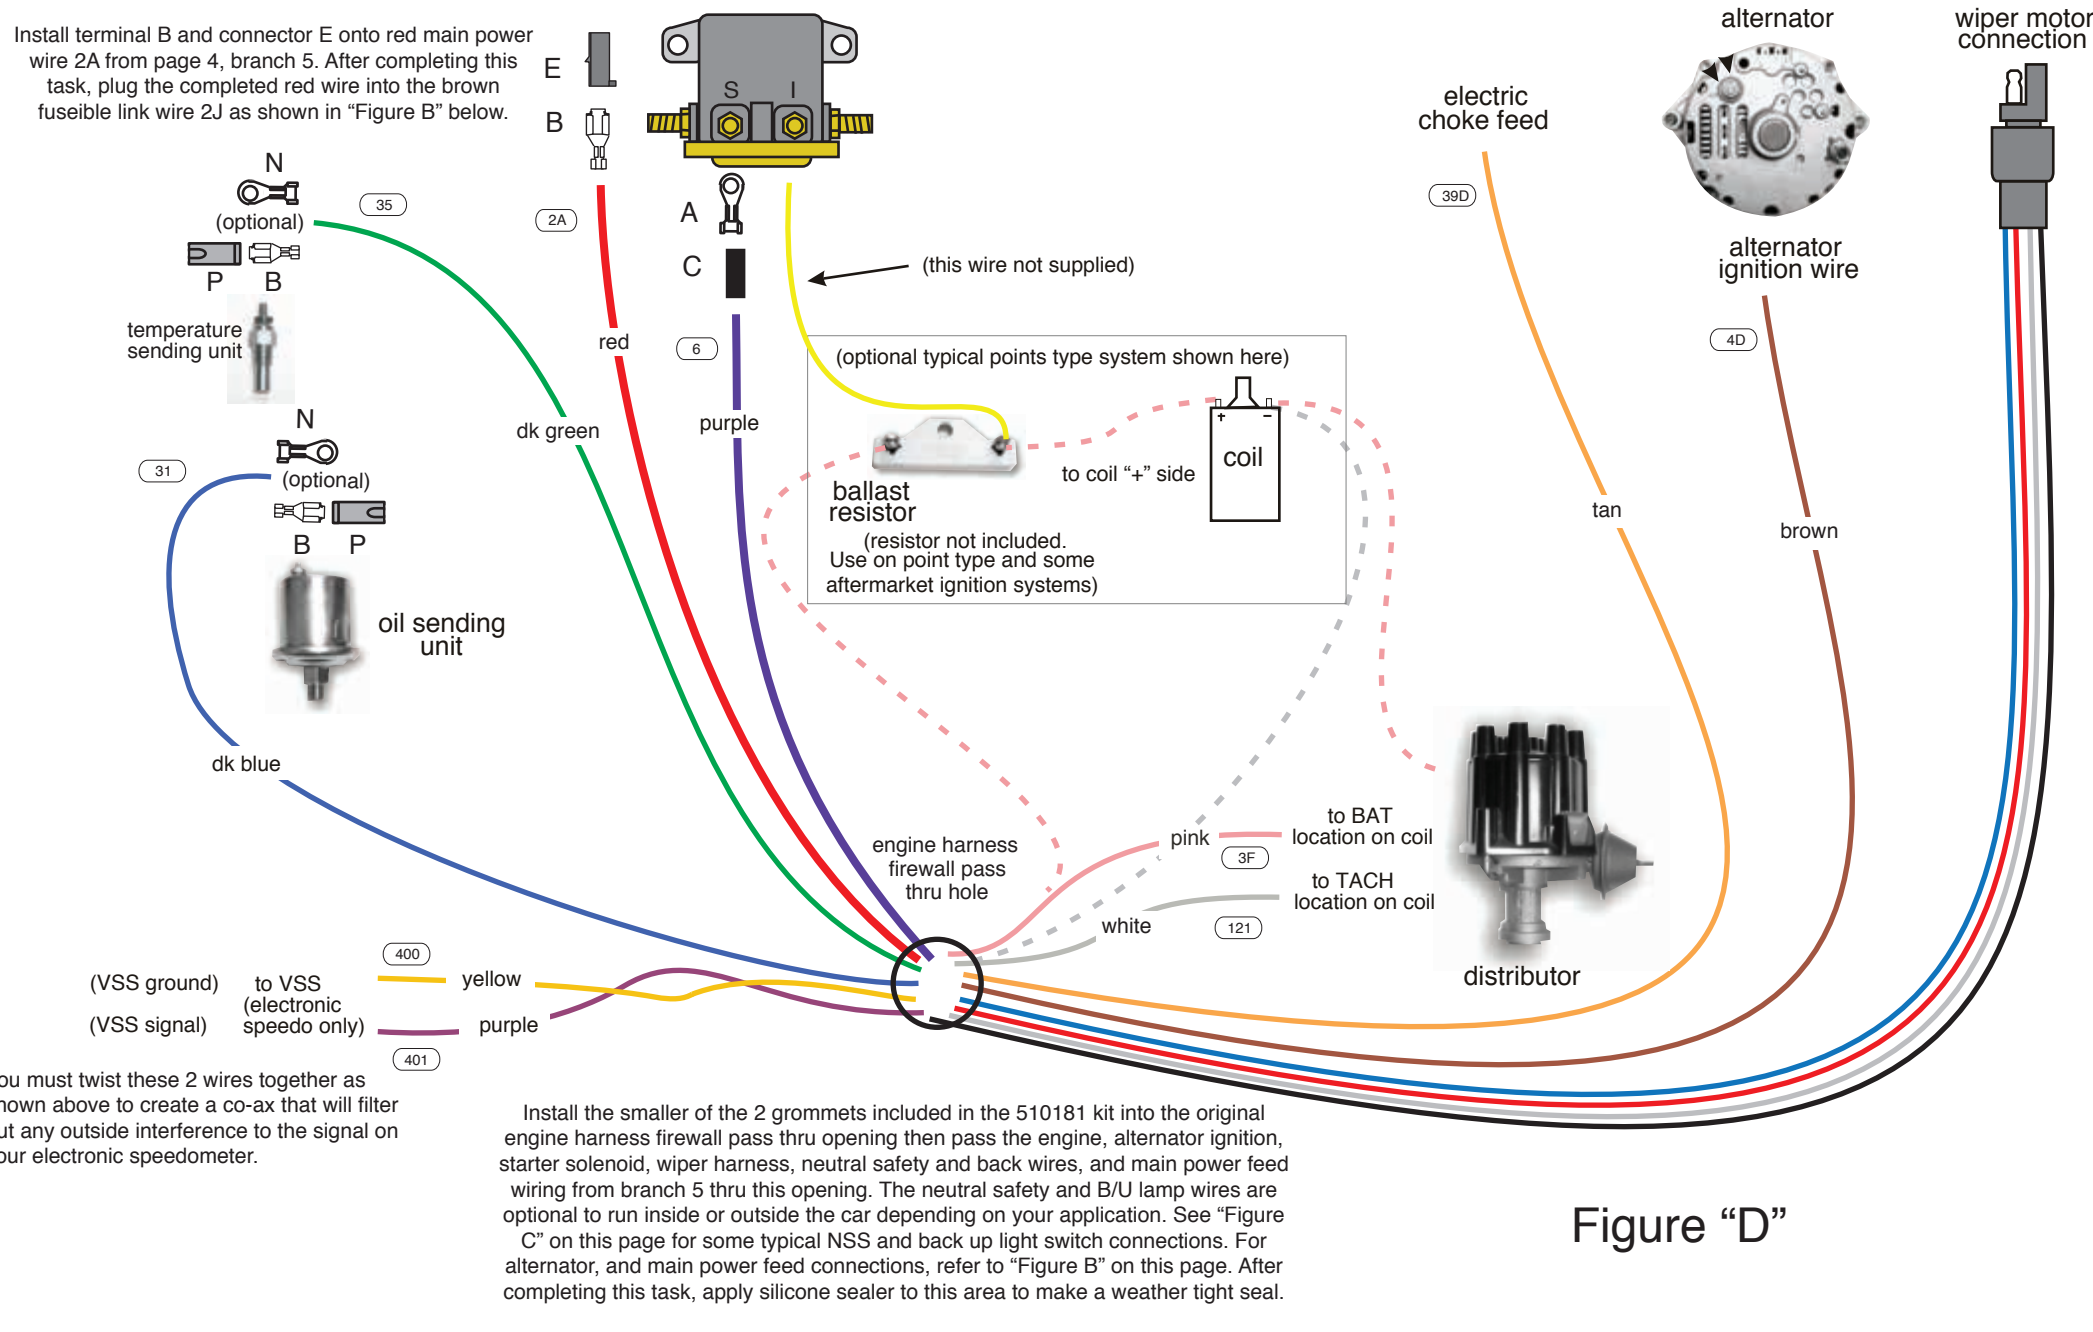 Install terminal B and connector E onto red main power
wire 2A from page 4, branch 5. After completing this
task, plug the completed red wire into the brown
fuseible link wire 2J as shown in “Figure B” below.
E
B
S I
A
C
N
(optional)
P B
35
temperature
sending unit
N
(optional)
B P
31
oil sending
unit
dk blue
dk green
2A
red
6
purple
(this wire not supplied)
(optional typical points type system shown here)
+ −
coil
to coil “+” side
ballast
resistor
(resistor not included.
Use on point type and some
aftermarket ignition systems)
electric
choke feed
39D
tan
alternator
alternator
ignition wire
4D
brown
wiper motor
connection
engine harness
firewall pass
thru hole
pink
3F
to BAT
location on coil
white
121
to TACH
location on coil
distributor
(VSS ground)
(VSS signal)
to VSS
(electronic
speedo only)
400
yellow
purple
401
ou must twist these 2 wires together as
hown above to create a co-ax that will filter
ut any outside interference to the signal on
our electronic speedometer.
Install the smaller of the 2 grommets included in the 510181 kit into the original
engine harness firewall pass thru opening then pass the engine, alternator ignition,
starter solenoid, wiper harness, neutral safety and back wires, and main power feed
wiring from branch 5 thru this opening. The neutral safety and B/U lamp wires are
optional to run inside or outside the car depending on your application. See “Figure
C” on this page for some typical NSS and back up light switch connections. For
alternator, and main power feed connections, refer to “Figure B” on this page. After
completing this task, apply silicone sealer to this area to make a weather tight seal.
Figure “D”